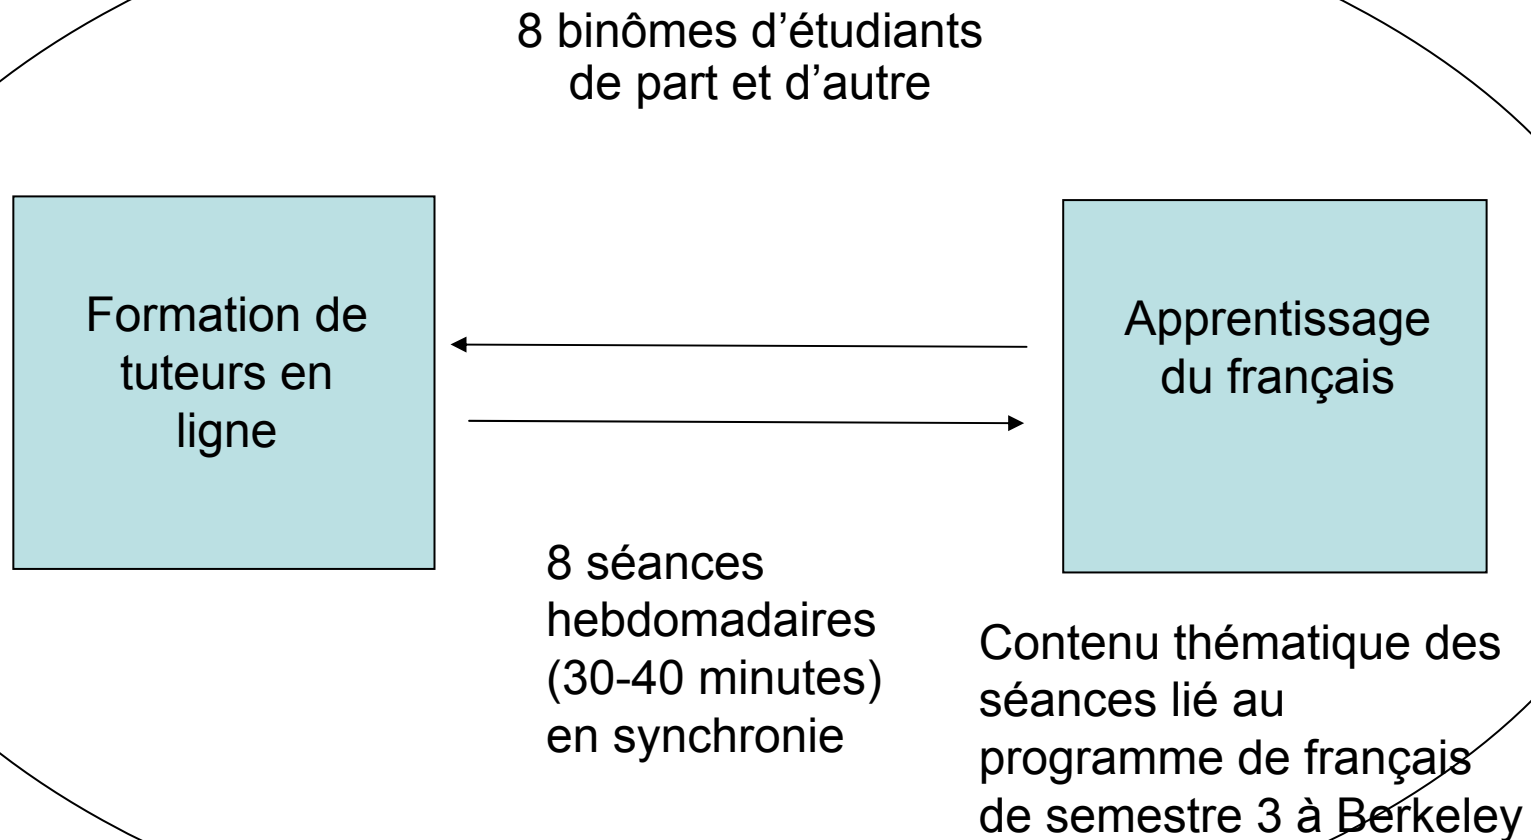 8 binômes d’étudiants
de part et d’autre
Formation de
tuteurs en
ligne
Apprentissage
du français
8 séances
hebdomadaires
(30-40 minutes)
en synchronie
Contenu thématique des
séances lié au
programme de français
de semestre 3 à Berkeley